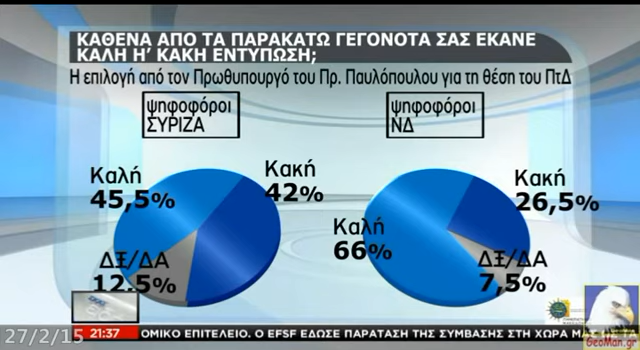 ΚΑΘΕΝΑ ΑΠΟ ΤΑ ΠΑΡΑΚΑΤΩ ΓΕΓΟΝΟΤΑ ΣΑΣ ΕΚΑΝΕ
ΚΑΛΗ Η' ΚΑΚΗ ΕΝΤΥΠΩΣΗ;
Η επιλογή από τον Πρωθυπουργό του Πρ. Παυλόπουλου για τη θέση του ΠτΔ
ψηφοφόροι
ΣΥΡΙΖΑ
Καλή
45,5%
Κακή
42%
ΔΞ/ΔΑ
12,5%
ψηφοφόροι
ΝΔ
Καλή
66%
Κακή
26,5%
ΔΞ/ΔΑ
7,5%
27/2/15
21:37
ΟΜΙΚΟ ΕΠΙΤΕΛΕΙΟ. Ο EFSF ΕΔΩΣΕ ΠΑΡΑΤΑΣΗ ΤΗΣ ΣΥΜΒΑΣΗΣ ΣΤΗ ΧΩΡΑ ΜΑΣ
GeoMan.gr